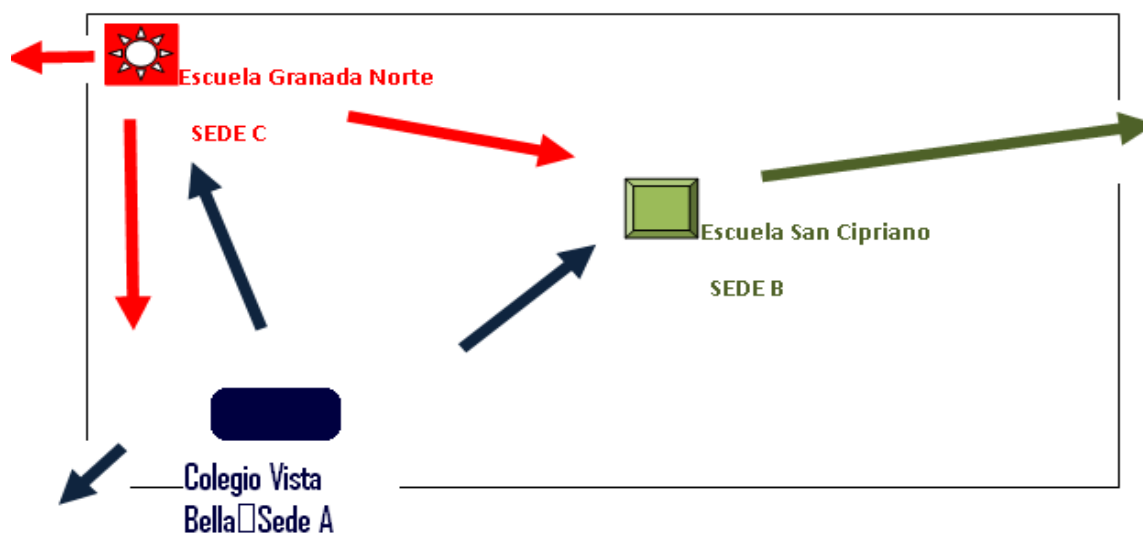 Escuela Granada Norte
SEDE C
Escuela San Cipriano
SEDE B
Colegio Vista
Bella□Sede A